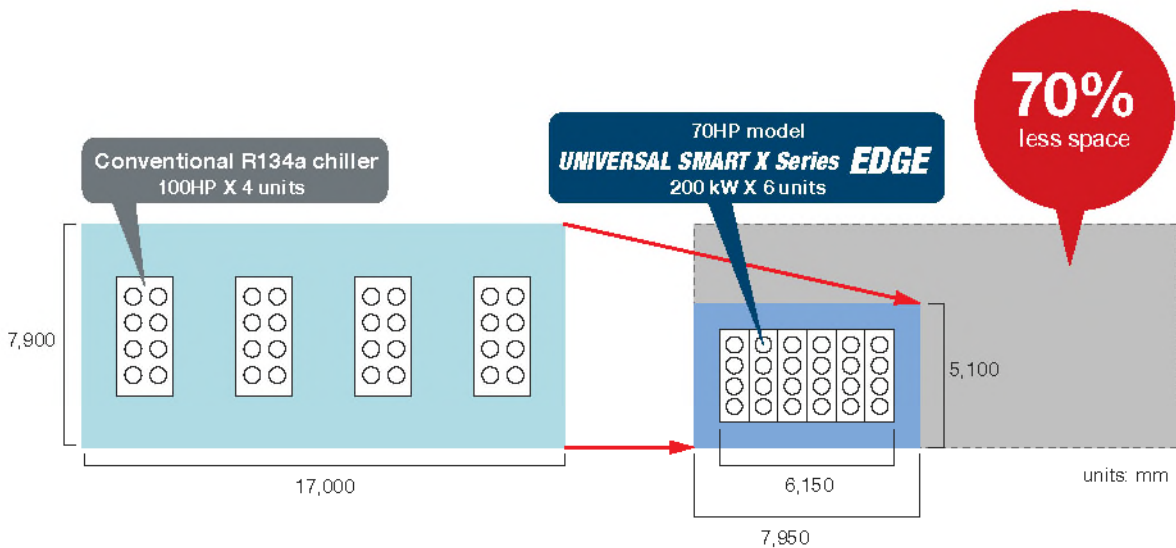 70%
less space
70HP model
UNIVERSAL SMART X Series EDGE
200 kW X 6 units
Conventional R134a chiller
100HP X 4 units
7,900
5,100
17,000
6,150
units: mm
7,950